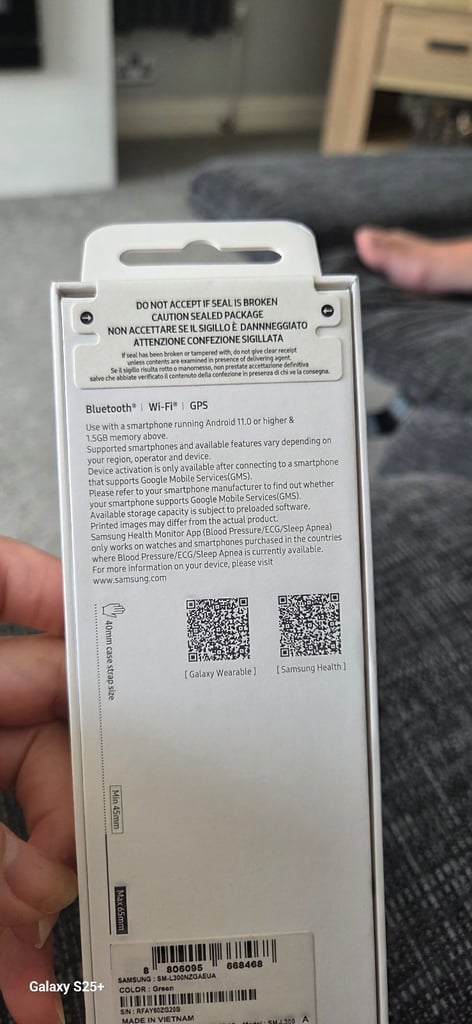 DO NOT ACCEPT IF SEAL IS BROKEN
CAUTION SEALED PACKAGE
NON ACCETTARE SE IL SIGILLO È DANNNEGGIATO
ATTENZIONE CONFEZIONE SIGILLATA
If seal has been broken or tampered with, do not give clear receipt
unless contents are examined in presence of delivering agent.
Se il sigillo risulta rotto o manomesso, non prestate accettazione definitiva
salvo che abbiate verificato il contenuto della confezione in presenza di chi ve la consegna.
Bluetooth® | Wi-Fi® | GPS
Use with a smartphone running Android 11.0 or higher &
1.5GB memory above.
Supported smartphones and available features vary depending on
your region, operator and device.
Device activation is only available after connecting to a smartphone
that supports Google Mobile Services(GMS).
Please refer to your smartphone manufacturer to find out whether
your smartphone supports Google Mobile Services(GMS).
Available storage capacity is subject to preloaded software.
Printed images may differ from the actual product.
Samsung Health Monitor App (Blood Pressure/ECG/Sleep Apnea)
only works on watches and smartphones purchased in the countries
where Blood Pressure/ECG/Sleep Apnea is currently available.
For more information on your device, please visit
www.samsung.com
40mm case strap size
[ Galaxy Wearable ]
[ Samsung Health ]
Min 45mm
Max 65mm
8 806095 668468
SAMSUNG : SM-L300NZGAEUA
COLOR : Green
S/N : RFAY60ZG20B
MADE IN VIETNAM
Model : SM-L300
A
Galaxy S25+